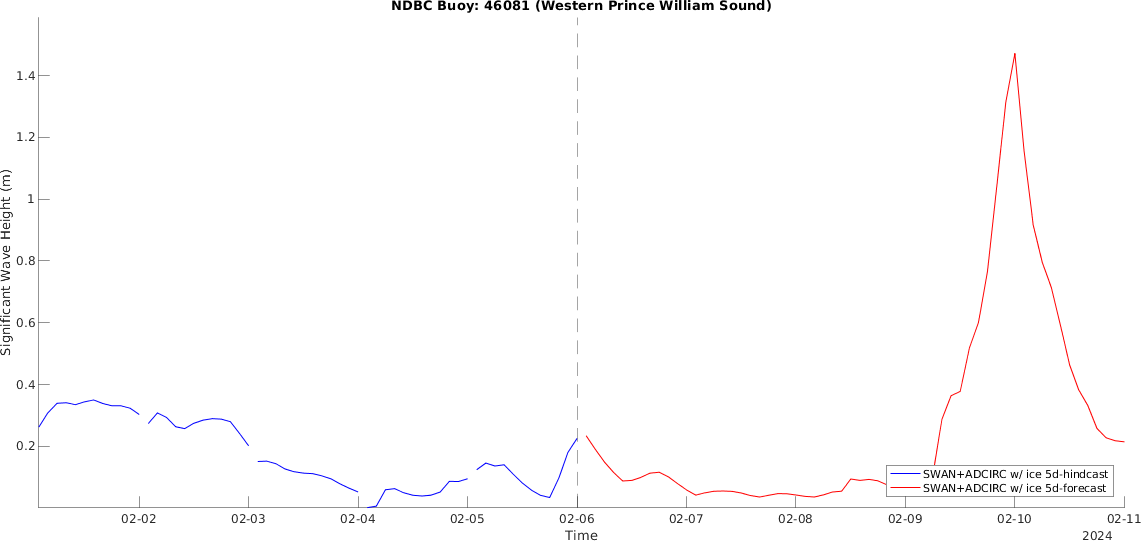 NDBC Buoy: 46081 (Western Prince William Sound)
Significant Wave Height (m)
1.4
1.2
1
0.8
0.6
0.4
0.2
SWAN+ADCIRC w/ ice 5d-hindcast
SWAN+ADCIRC w/ ice 5d-forecast
02-02 02-03 02-04 02-05 02-06 02-07 02-08 02-09 02-10 02-11
Time
2024